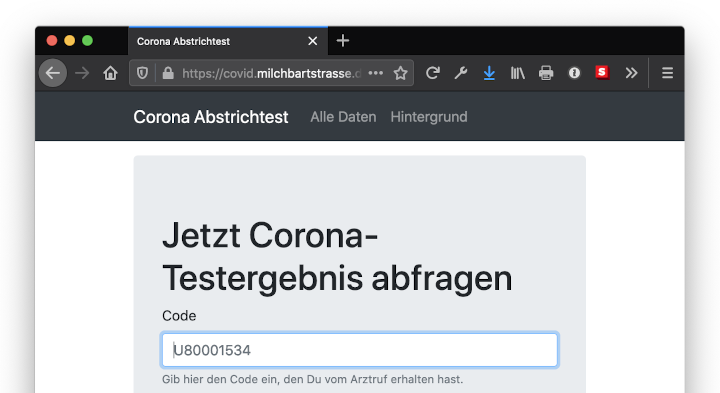 Corona Abstrichtest
https://covid.milchbartstrasse.d
Corona Abstrichtest Alle Daten Hintergrund
Jetzt Corona-
Testergebnis abfragen
Code
U80001534
Gib hier den Code ein, den Du vom Arztruf erhalten hast.